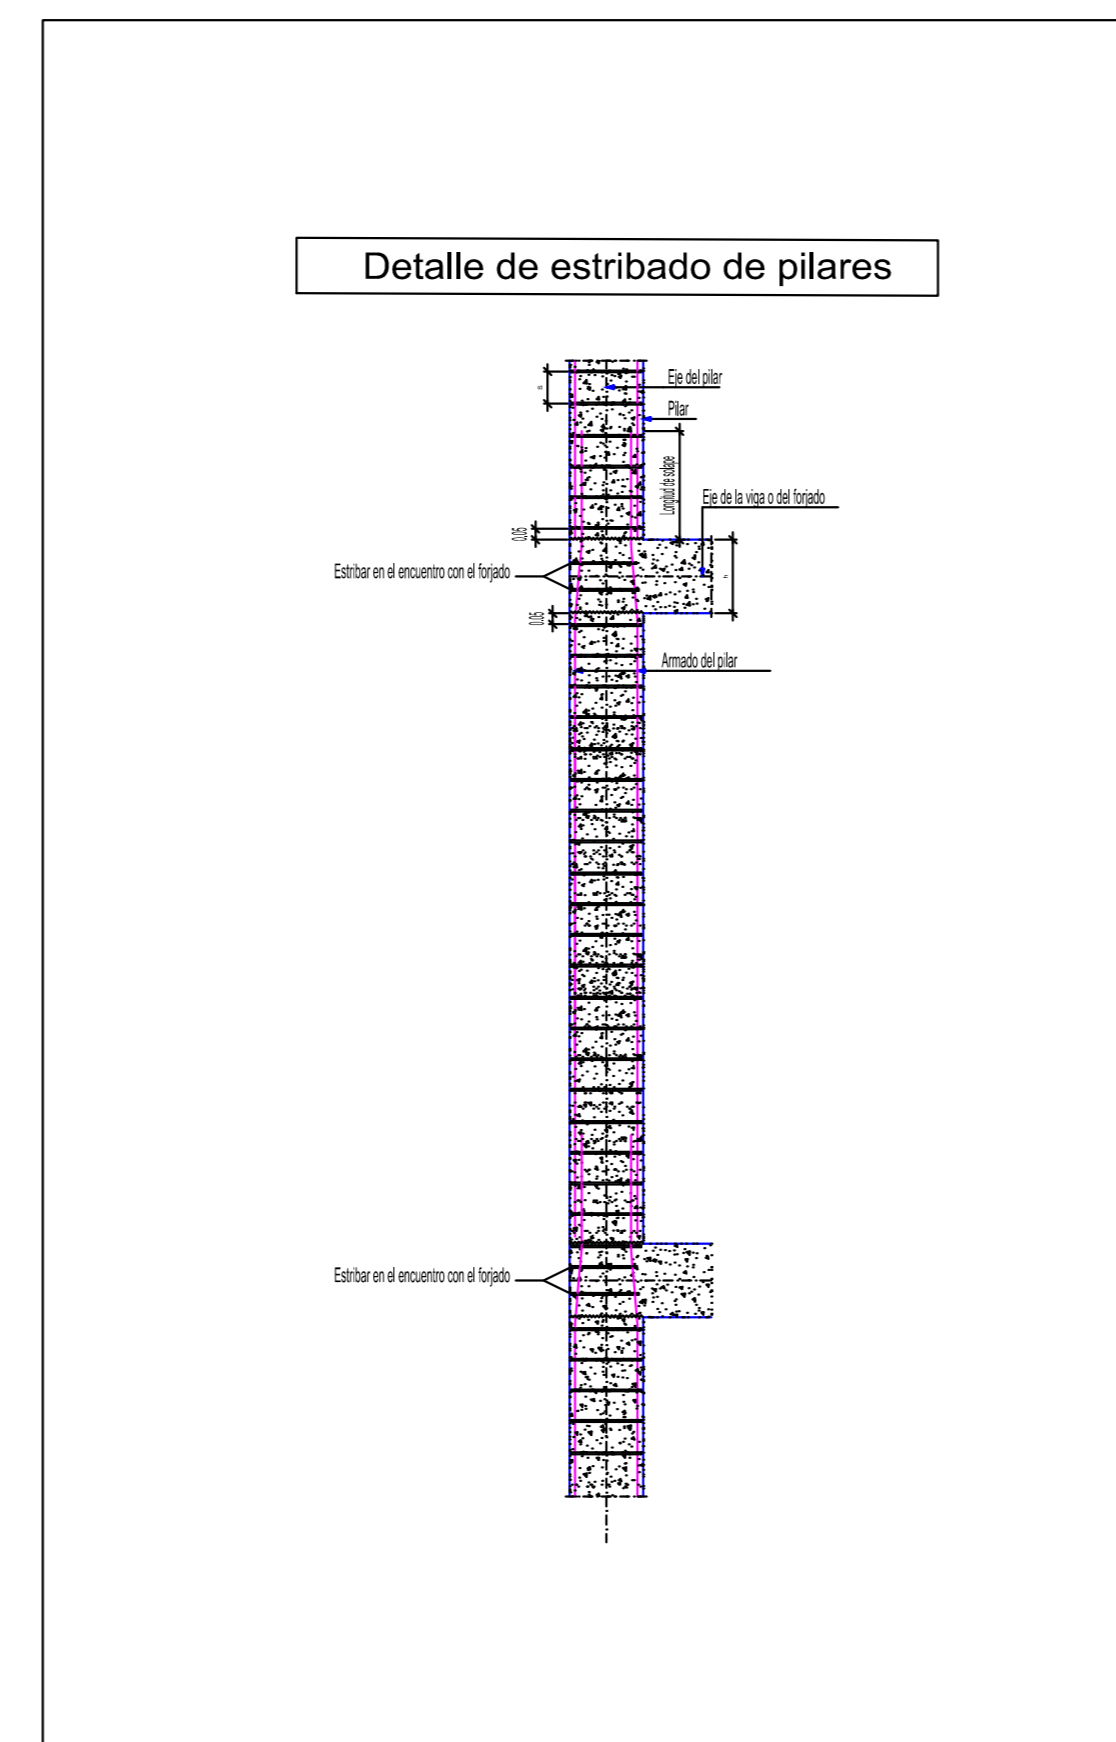 Detalle de estribado de pilares
Eje del pilar
Pilar
Longitud de solape
Eje de la viga o del forjado
0.05
Estribar en el encuentro con el forjado
h
0.05
Armado del pilar
Estribar en el encuentro con el forjado